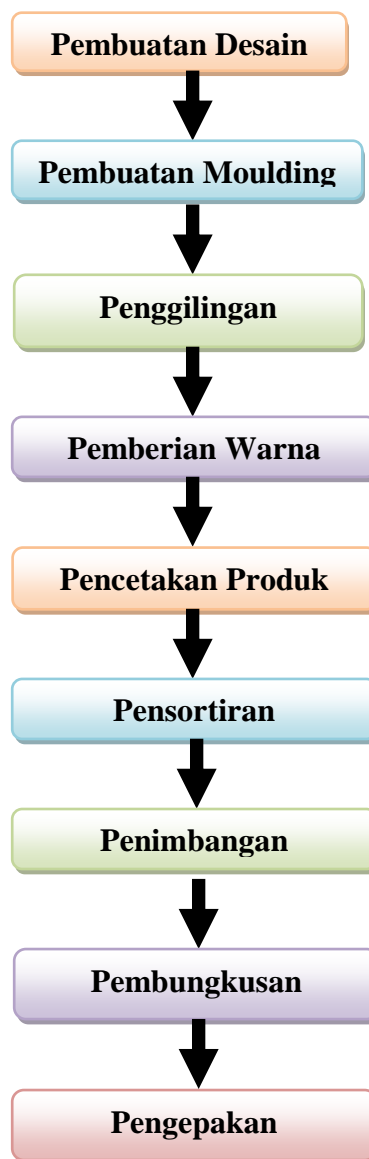 Pembuatan Desain
Pembuatan Moulding
Penggilingan
Pemberian Warna
Pencetakan Produk
Pensortiran
Penimbangan
Pembungkusan
Pengepakan